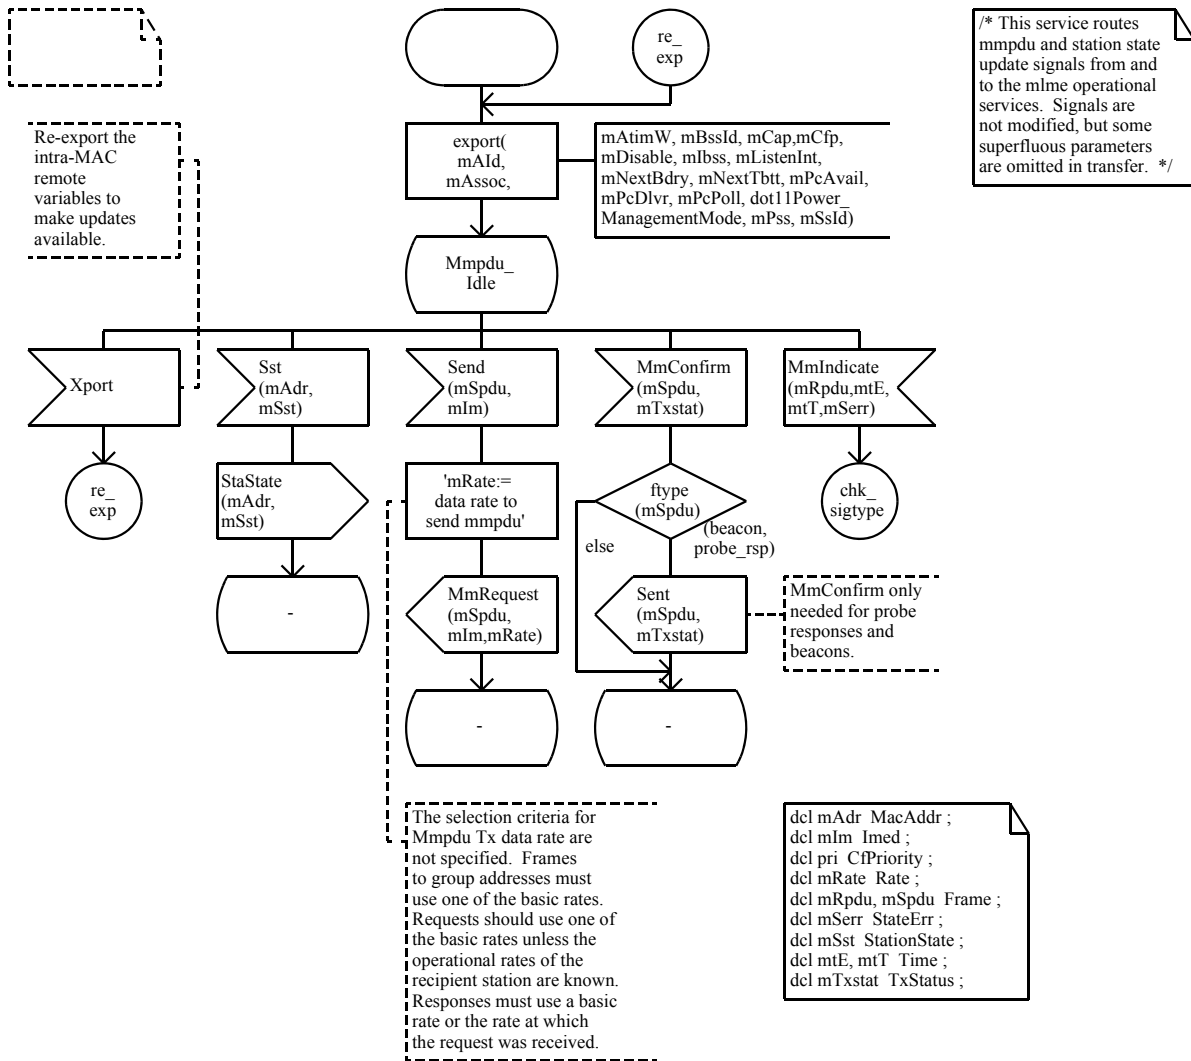 re_
exp
/* This service routes
mmpdu and station state
update signals from and
to the mlme operational
services.  Signals are
not modified, but some
superfluous parameters
are omitted in transfer.  */
Re-export the
intra-MAC
remote
variables to
make updates
available.
export(
mAId,
mAssoc,
mAtimW, mBssId, mCap,mCfp,
mDisable, mIbss, mListenInt,
mNextBdry, mNextTbtt, mPcAvail,
mPcDlvr, mPcPoll, dot11Power_
ManagementMode, mPss, mSsId)
Mmpdu_
Idle
Xport
Sst
(mAdr,
mSst)
Send
(mSpdu,
mIm)
MmConfirm
(mSpdu,
mTxstat)
MmIndicate
(mRpdu,mtE,
mtT,mSerr)
re_
exp
StaState
(mAdr,
mSst)
'mRate:=
data rate to
send mmpdu'
ftype
(mSpdu)
chk_
sigtype
else
(beacon,
probe_rsp)
-
MmRequest
(mSpdu,
mIm,mRate)
Sent
(mSpdu,
mTxstat)
MmConfirm only
needed for probe
responses and
beacons.
-
-
The selection criteria for
Mmpdu Tx data rate are
not specified.  Frames
to group addresses must
use one of the basic rates.
Requests should use one of
the basic rates unless the
operational rates of the
recipient station are known.
Responses must use a basic
rate or the rate at which
the request was received.
dcl mAdr  MacAddr ;
dcl mIm  Imed ;
dcl pri  CfPriority ;
dcl mRate  Rate ;
dcl mRpdu, mSpdu  Frame ;
dcl mSerr  StateErr ;
dcl mSst  StationState ;
dcl mtE, mtT  Time ;
dcl mTxstat  TxStatus ;